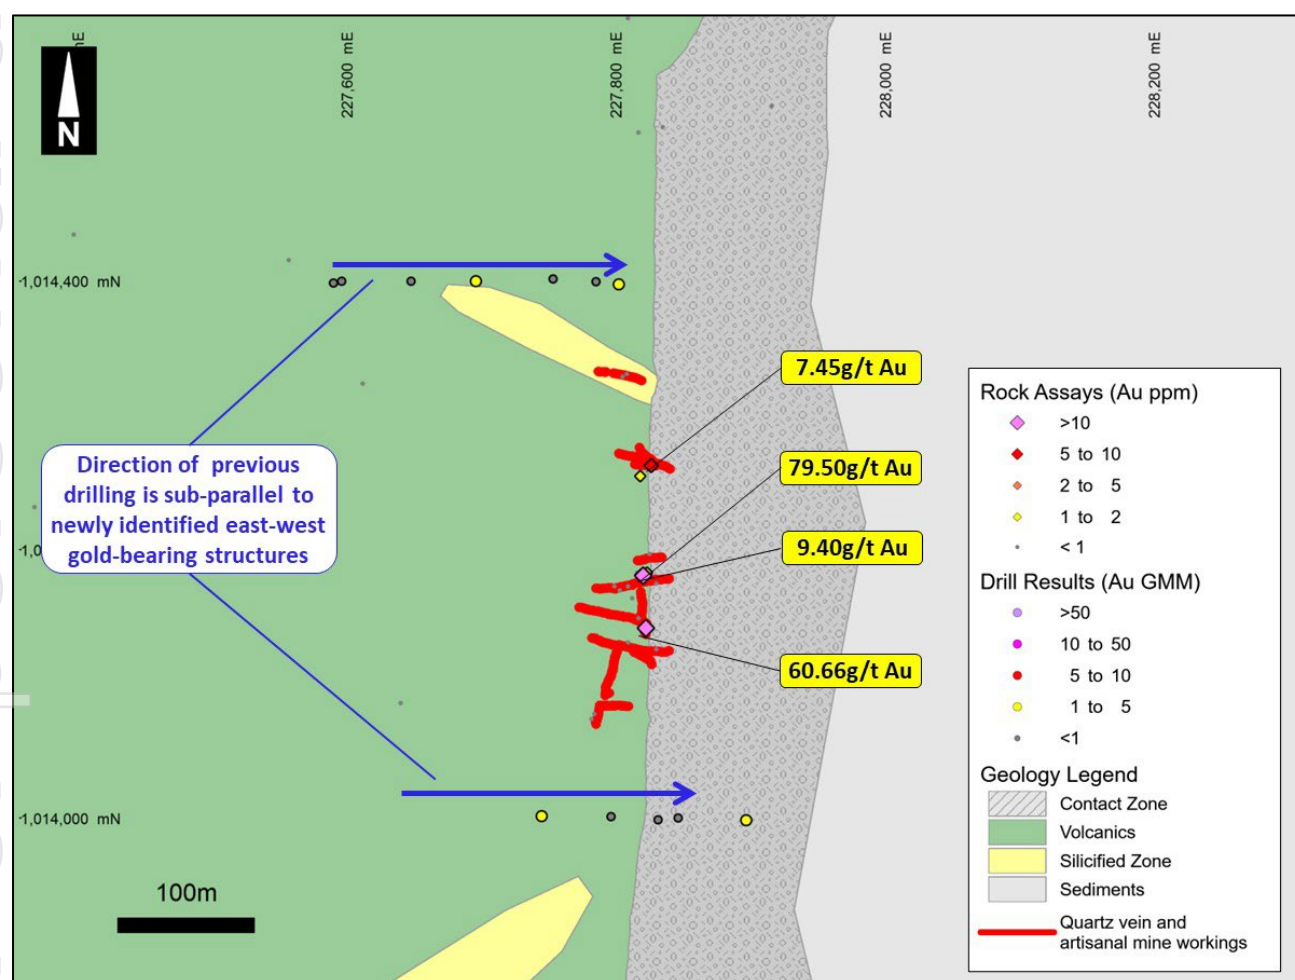 mE
227,600 mE
227,800 mE
228,000 mE
228,200 mE
N
1,014,400 mN
7.45g/t Au
79.50g/t Au
9.40g/t Au
60.66g/t Au
Direction of previous
drilling is sub-parallel to
newly identified east-west
gold-bearing structures
1,014,000 mN
100m
Rock Assays (Au ppm)
>10
5 to 10
2 to 5
1 to 2
< 1
Drill Results (Au GMM)
>50
10 to 50
5 to 10
1 to 5
<1
Geology Legend
Contact Zone
Volcanics
Silicified Zone
Sediments
Quartz vein and
artisanal mine workings